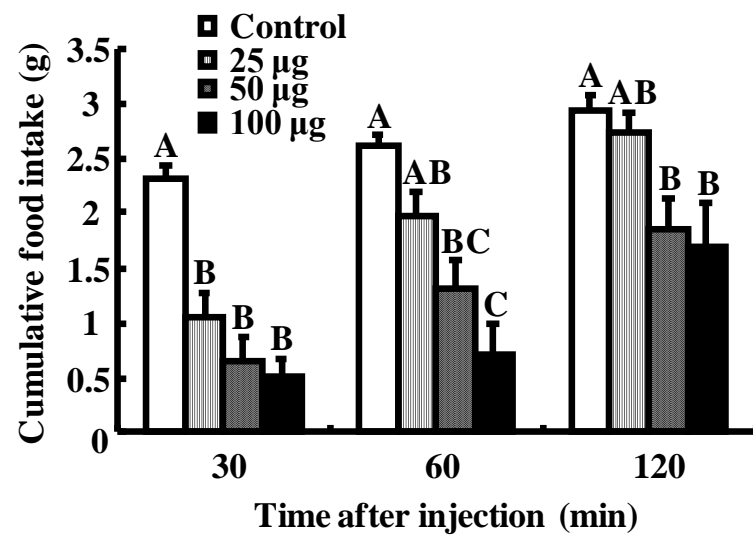 Control
25 µg
50 µg
100 µg
Cumulative food intake (g)
3.5
3
2.5
2
1.5
1
0.5
0
A
B
B
B
A
AB
BC
C
A
AB
B
B
30 60 120
Time after injection (min)